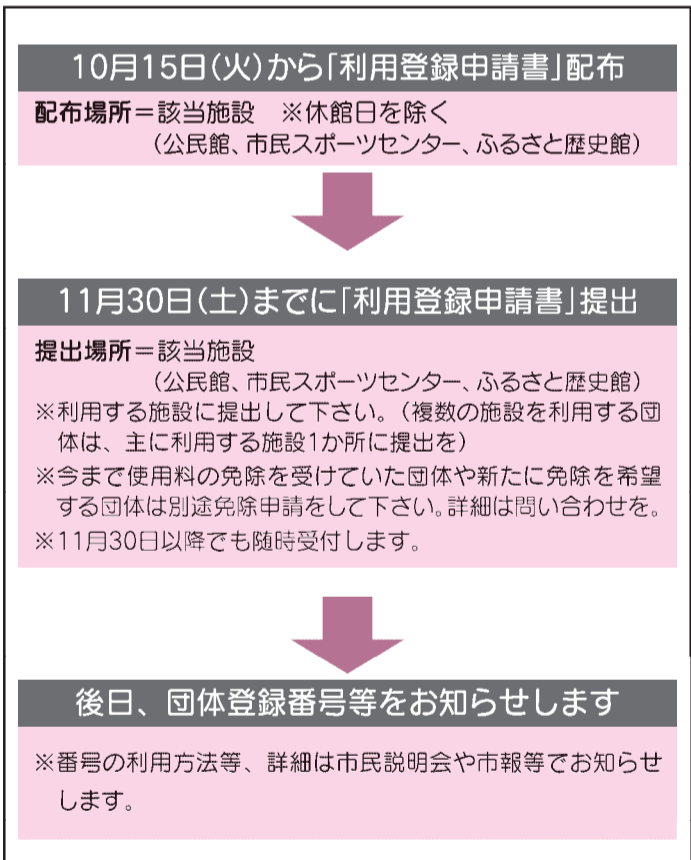 10月15日(火)から「利用登録申請書」配布
配布場所＝該当施設　※休館日を除く
（公民館、市民スポーツセンター、ふるさと歴史館）
11月30日(土)までに「利用登録申請書」提出
提出場所＝該当施設
（公民館、市民スポーツセンター、ふるさと歴史館）
※利用する施設に提出して下さい。（複数の施設を利用する団
体は、主に利用する施設1か所に提出を）
※今まで使用料の免除を受けていた団体や新たに免除を希望
する団体は別途免除申請をして下さい。詳細は問い合わせを。
※11月30日以降でも随時受付します。
後日、団体登録番号等をお知らせします
※番号の利用方法等、詳細は市民説明会や市報等でお知らせ
します。